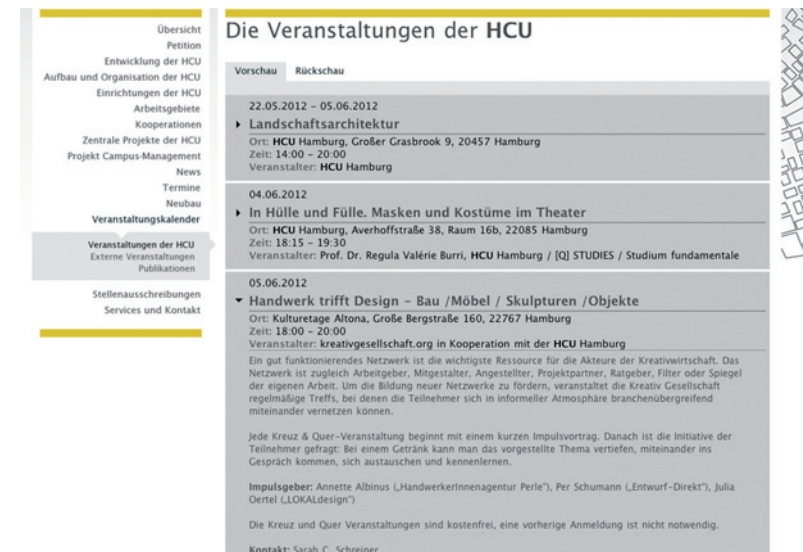 Übersicht
Petition
Entwicklung der HCU
Aufbau und Organisation der HCU
Einrichtungen der HCU
Arbeitsgebiete
Kooperationen
Zentrale Projekte der HCU
Projekt Campus-Management
News
Termine
Neubau
Veranstaltungskalender
Veranstaltungen der HCU
Externe Veranstaltungen
Publikationen
Stellenausschreibungen
Services und Kontakt
Die Veranstaltungen der HCU
Vorschau Rückschau
22.05.2012 – 05.06.2012
Landschaftsarchitektur
Ort: HCU Hamburg, Großer Grasbrook 9, 20457 Hamburg
Zeit: 14:00 - 20:00
Veranstalter: HCU Hamburg
04.06.2012
In Hülle und Fülle. Masken und Kostüme im Theater
Ort: HCU Hamburg, Averhoffstraße 38, Raum 16b, 22085 Hamburg
Zeit: 18:15 - 19:30
Veranstalter: Prof. Dr. Regula Valérie Burri, HCU Hamburg / [Q] STUDIES / Studium fundamentale
05.06.2012
Handwerk trifft Design – Bau /Möbel / Skulpturen /Objekte
Ort: Kulturetage Altona, Große Bergstraße 160, 22767 Hamburg
Zeit: 18:00 - 20:00
Veranstalter: kreativgesellschaft.org in Kooperation mit der HCU Hamburg
Ein gut funktionierendes Netzwerk ist die wichtigste Ressource für die Akteure der Kreativwirtschaft. Das
Netzwerk ist zugleich Arbeitgeber, Mitgestalter, Angestellter, Projektpartner, Ratgeber, Filter oder Spiegel
der eigenen Arbeit. Um die Bildung neuer Netzwerke zu fördern, veranstaltet die Kreativ Gesellschaft
regelmäßige Treffs, bei denen die Teilnehmer sich in informeller Atmosphäre branchenübergreifend
miteinander vernetzen können.
Jede Kreuz & Quer-Veranstaltung beginnt mit einem kurzen Impulsvortrag. Danach ist die Initiative der
Teilnehmer gefragt: Bei einem Getränk kann man das vorgestellte Thema vertiefen, miteinander ins
Gespräch kommen, sich austauschen und kennenlernen.
Impulsgeber: Annette Albinus („HandwerkerInnenagentur Perle"), Per Schumann („Entwurf-Direkt"), Julia
Oertel („LOKALdesign")
Die Kreuz und Quer Veranstaltungen sind kostenfrei, eine vorherige Anmeldung ist nicht notwendig.
Kontakt: Sarah C. Schreiner